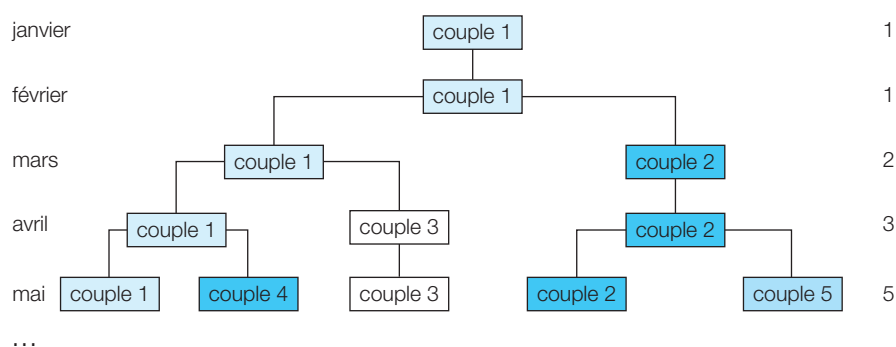 janvier couple 1 1
février couple 1 1
mars couple 1 couple 2 2
avril couple 1 couple 3 couple 2 3
mai couple 1 couple 4 couple 3 couple 2 couple 5 5
...